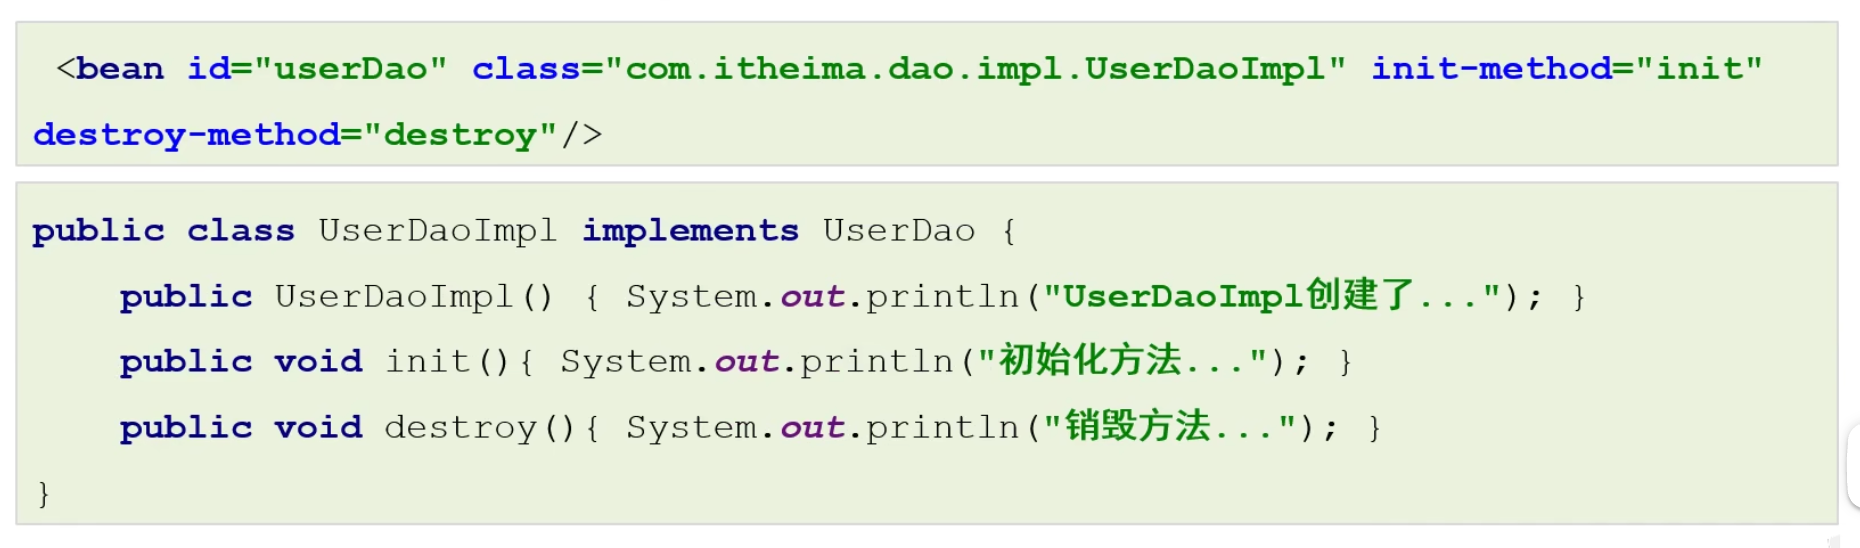 <bean id="userDao" class="com.itheima.dao.impl.UserDaoImpl" init-method="init"
destroy-method="destroy"/>
public class UserDaoImpl implements UserDao {
public UserDaoImpl() { System.out.println("UserDaoImpl创建了..."); }
public void init(){ System.out.println("初始化方法..."); }
public void destroy(){ System.out.println("销毁方法..."); }
}